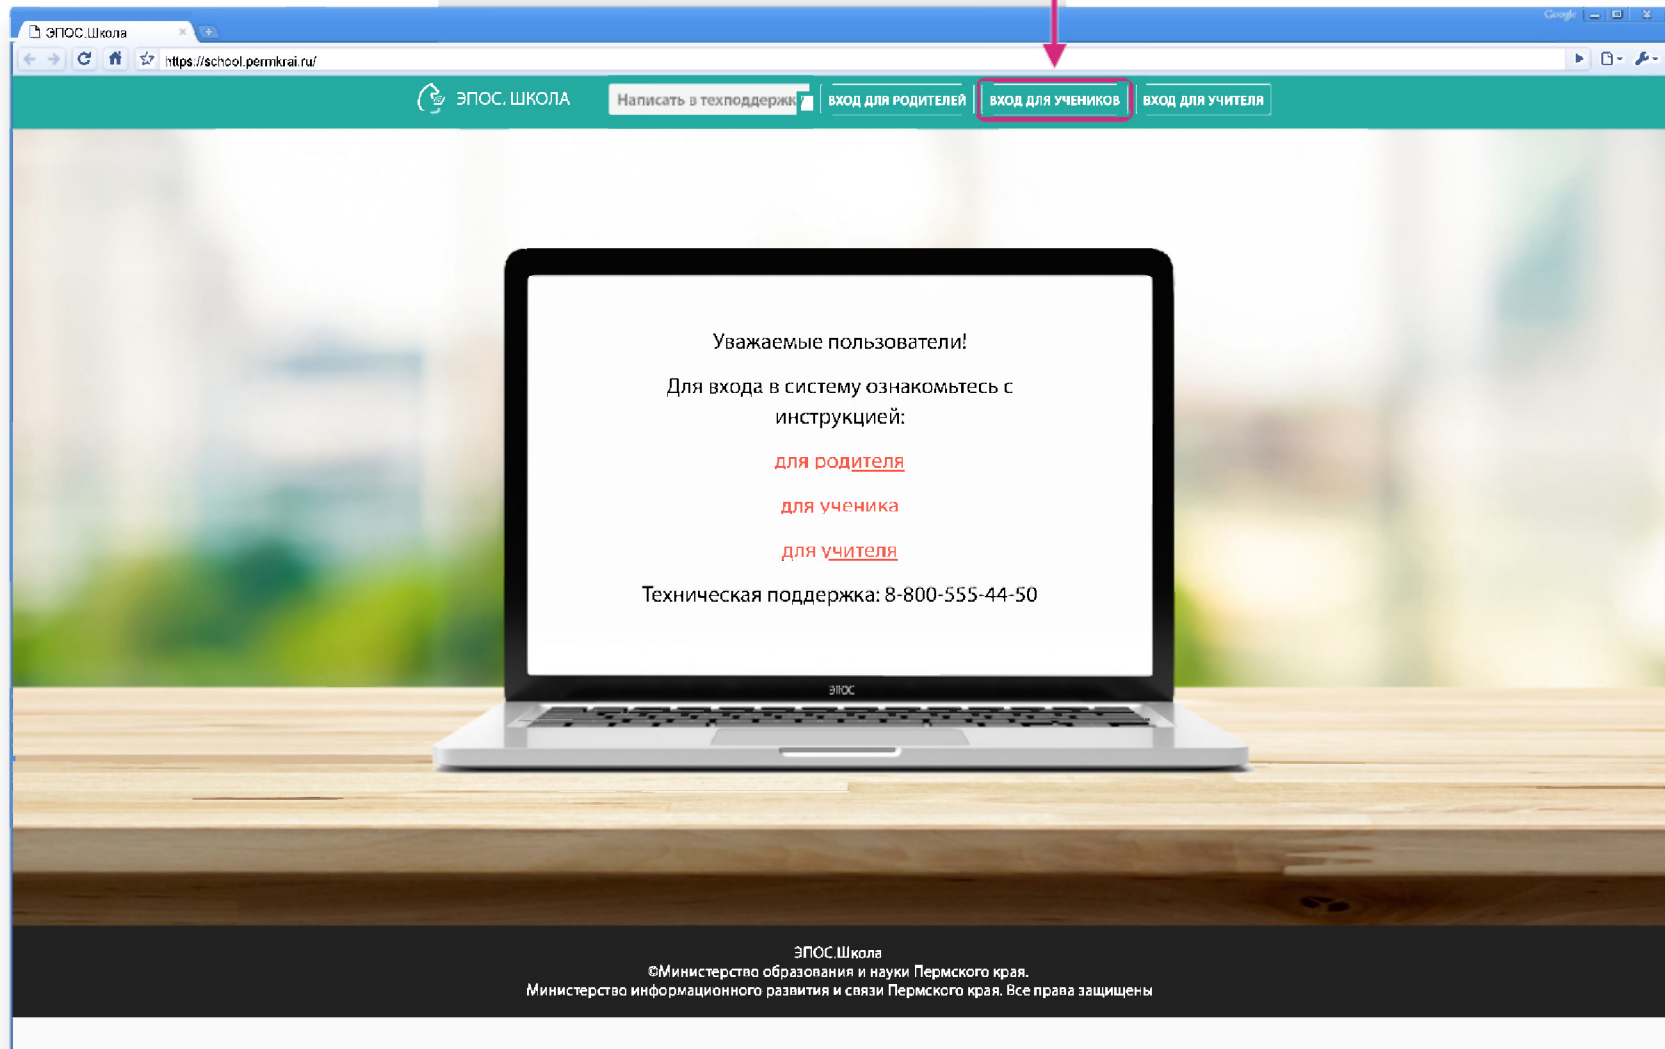 Google
ЭПОС.Школа
https://school.permkrai.ru/
ЭПОС. ШКОЛА
Написать в техподдержк
ВХОД ДЛЯ РОДИТЕЛЕЙ
ВХОД ДЛЯ УЧЕНИКОВ
ВХОД ДЛЯ УЧИТЕЛЯ
Уважаемые пользователи!
Для входа в систему ознакомьтесь с
инструкцией:
для родителя
для ученика
для учителя
Техническая поддержка: 8-800-555-44-50
ЭПОС
ЭПОС.Школа
©Министерство образования и науки Пермского края.
Министерство информационного развития и связи Пермского края. Все права защищены